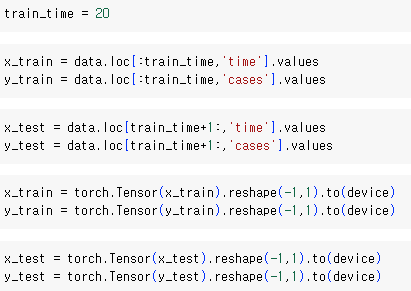 train_time = 20
x_train = data.loc[:train_time,'time'].values
y_train = data.loc[:train_time,'cases'].values
x_test = data.loc[train_time+1:,'time'].values
y_test = data.loc[train_time+1:,'cases'].values
x_train = torch.Tensor(x_train).reshape(-1,1).to(device)
y_train = torch.Tensor(y_train).reshape(-1,1).to(device)
x_test = torch.Tensor(x_test).reshape(-1,1).to(device)
y_test = torch.Tensor(y_test).reshape(-1,1).to(device)